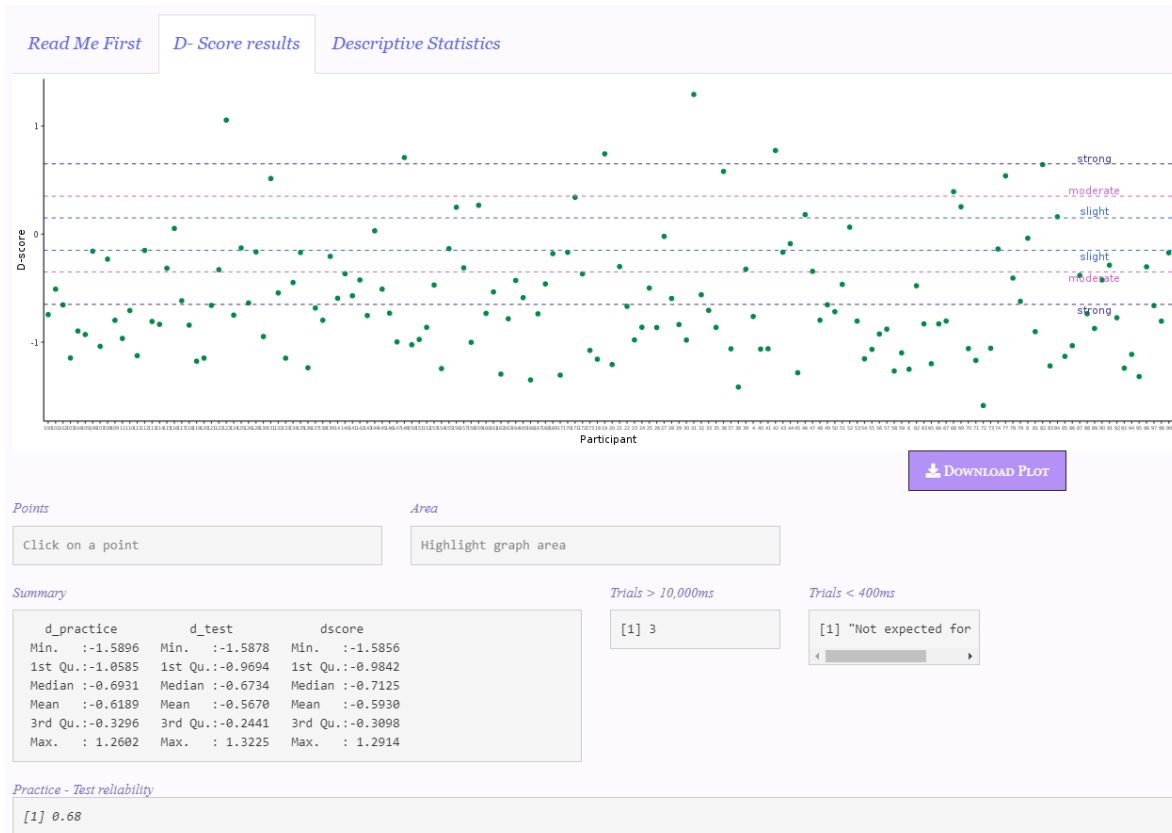 Read Me First
D- Score results
Descriptive Statistics
1
0
-1
D-score
strong
moderate
slight
slight
moderate
strong
Participant
Download Plot
Points
Area
Click on a point
Highlight graph area
Summary
Trials > 10,000ms
Trials < 400ms
d_practice d_test dscore
Min. :-1.5896 Min. :-1.5878 Min. :-1.5856
1st Qu.:-1.0585 1st Qu.:-0.9694 1st Qu.:-0.9842
Median :-0.6931 Median :-0.6734 Median :-0.7125
Mean :-0.6189 Mean :-0.5670 Mean :-0.5930
3rd Qu.:-0.3296 3rd Qu.:-0.2441 3rd Qu.:-0.3098
Max. : 1.2602 Max. : 1.3225 Max. : 1.2914
[1] 3
[1] "Not expected for
Practice - Test reliability
[1] 0.68